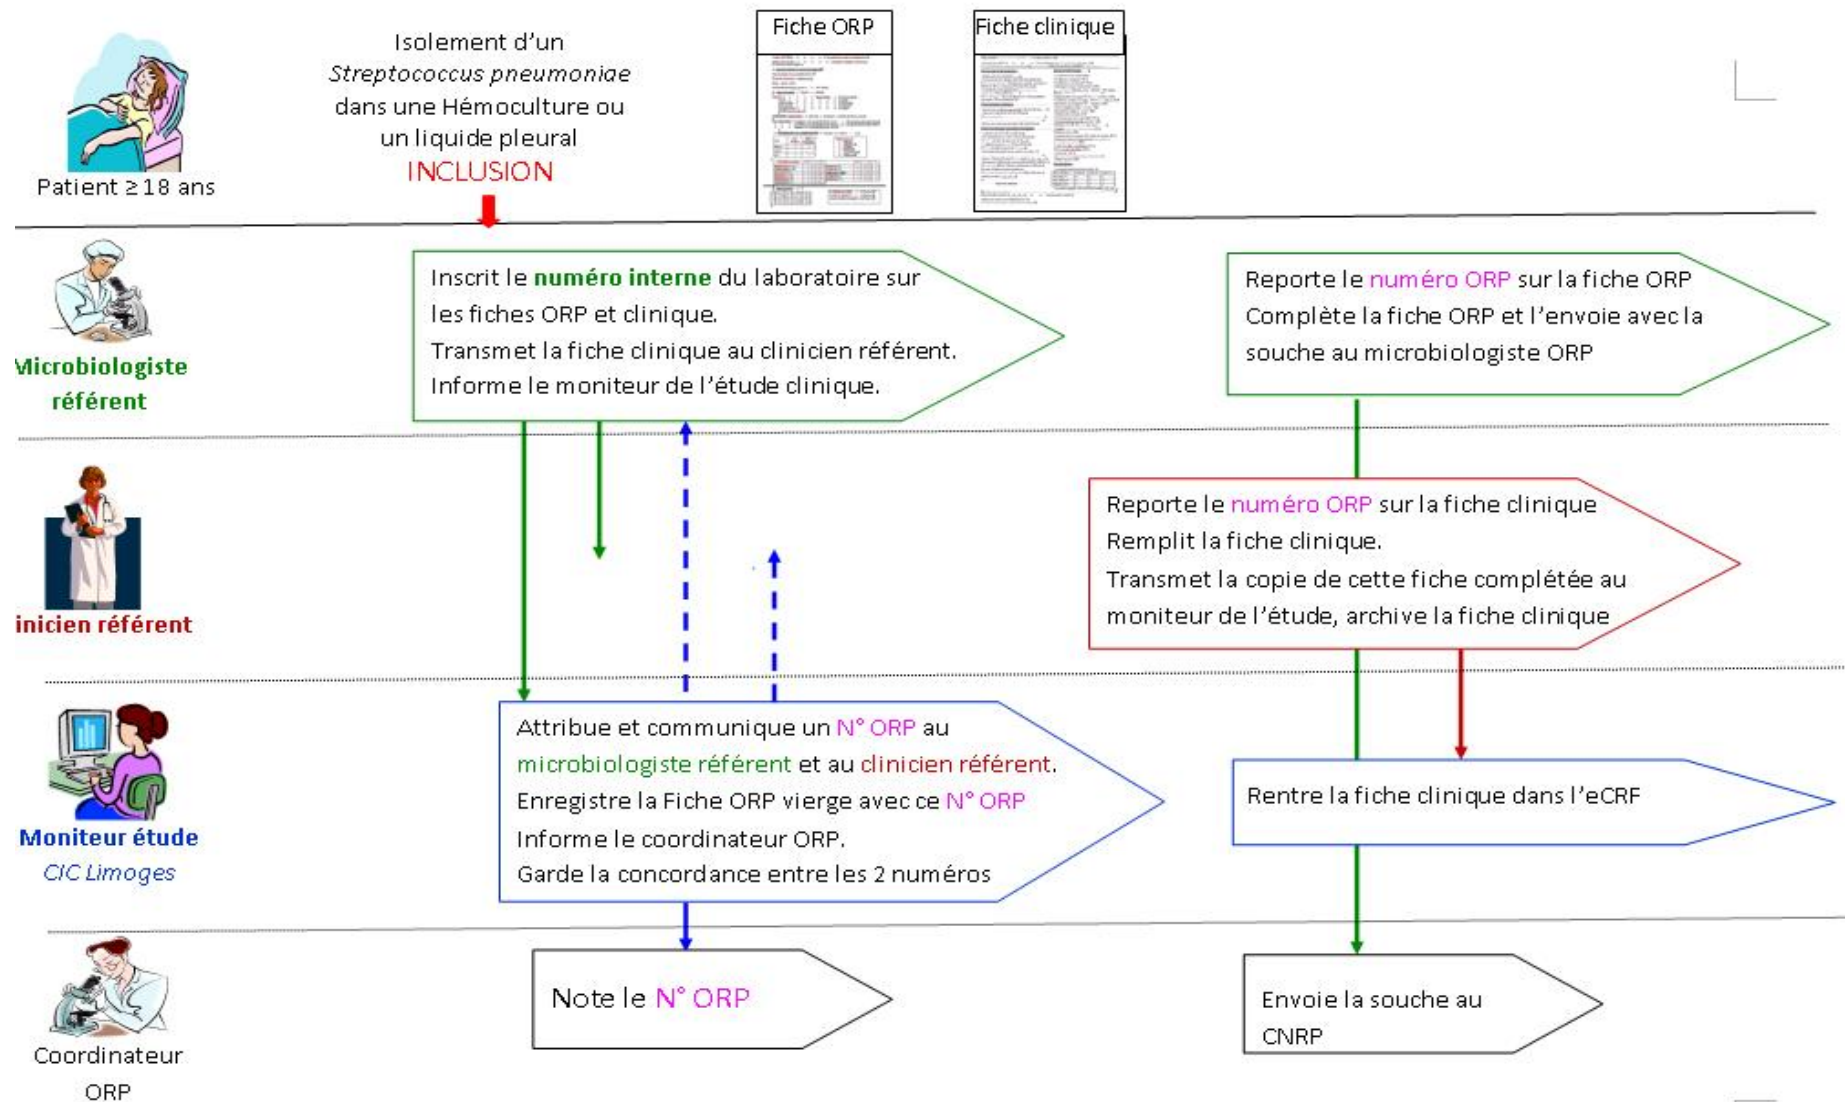 Patient ≥ 18 ans
Isolement d'un
Streptococcus pneumoniae
dans une Hémoculture ou
un liquide pleural
INCLUSION
Fiche ORP
Fiche clinique
Microbiologiste
référent
Inscrit le numéro interne du laboratoire sur
les fiches ORP et clinique.
Transmet la fiche clinique au clinicien référent.
Informe le moniteur de l'étude clinique.
Reporte le numéro ORP sur la fiche ORP
Complète la fiche ORP et l'envoie avec la
souche au microbiologiste ORP
inicien référent
Reporte le numéro ORP sur la fiche clinique
Remplit la fiche clinique.
Transmet la copie de cette fiche complétée au
moniteur de l'étude, archive la fiche clinique
Moniteur étude
CIC Limoges
Attribue et communique un N° ORP au
microbiologiste référent et au clinicien référent.
Enregistre la Fiche ORP vierge avec ce N° ORP
Informe le coordinateur ORP.
Garde la concordance entre les 2 numéros
Rentre la fiche clinique dans l'eCRF
Coordinateur
ORP
Note le N° ORP
Envoie la souche au
CNRP